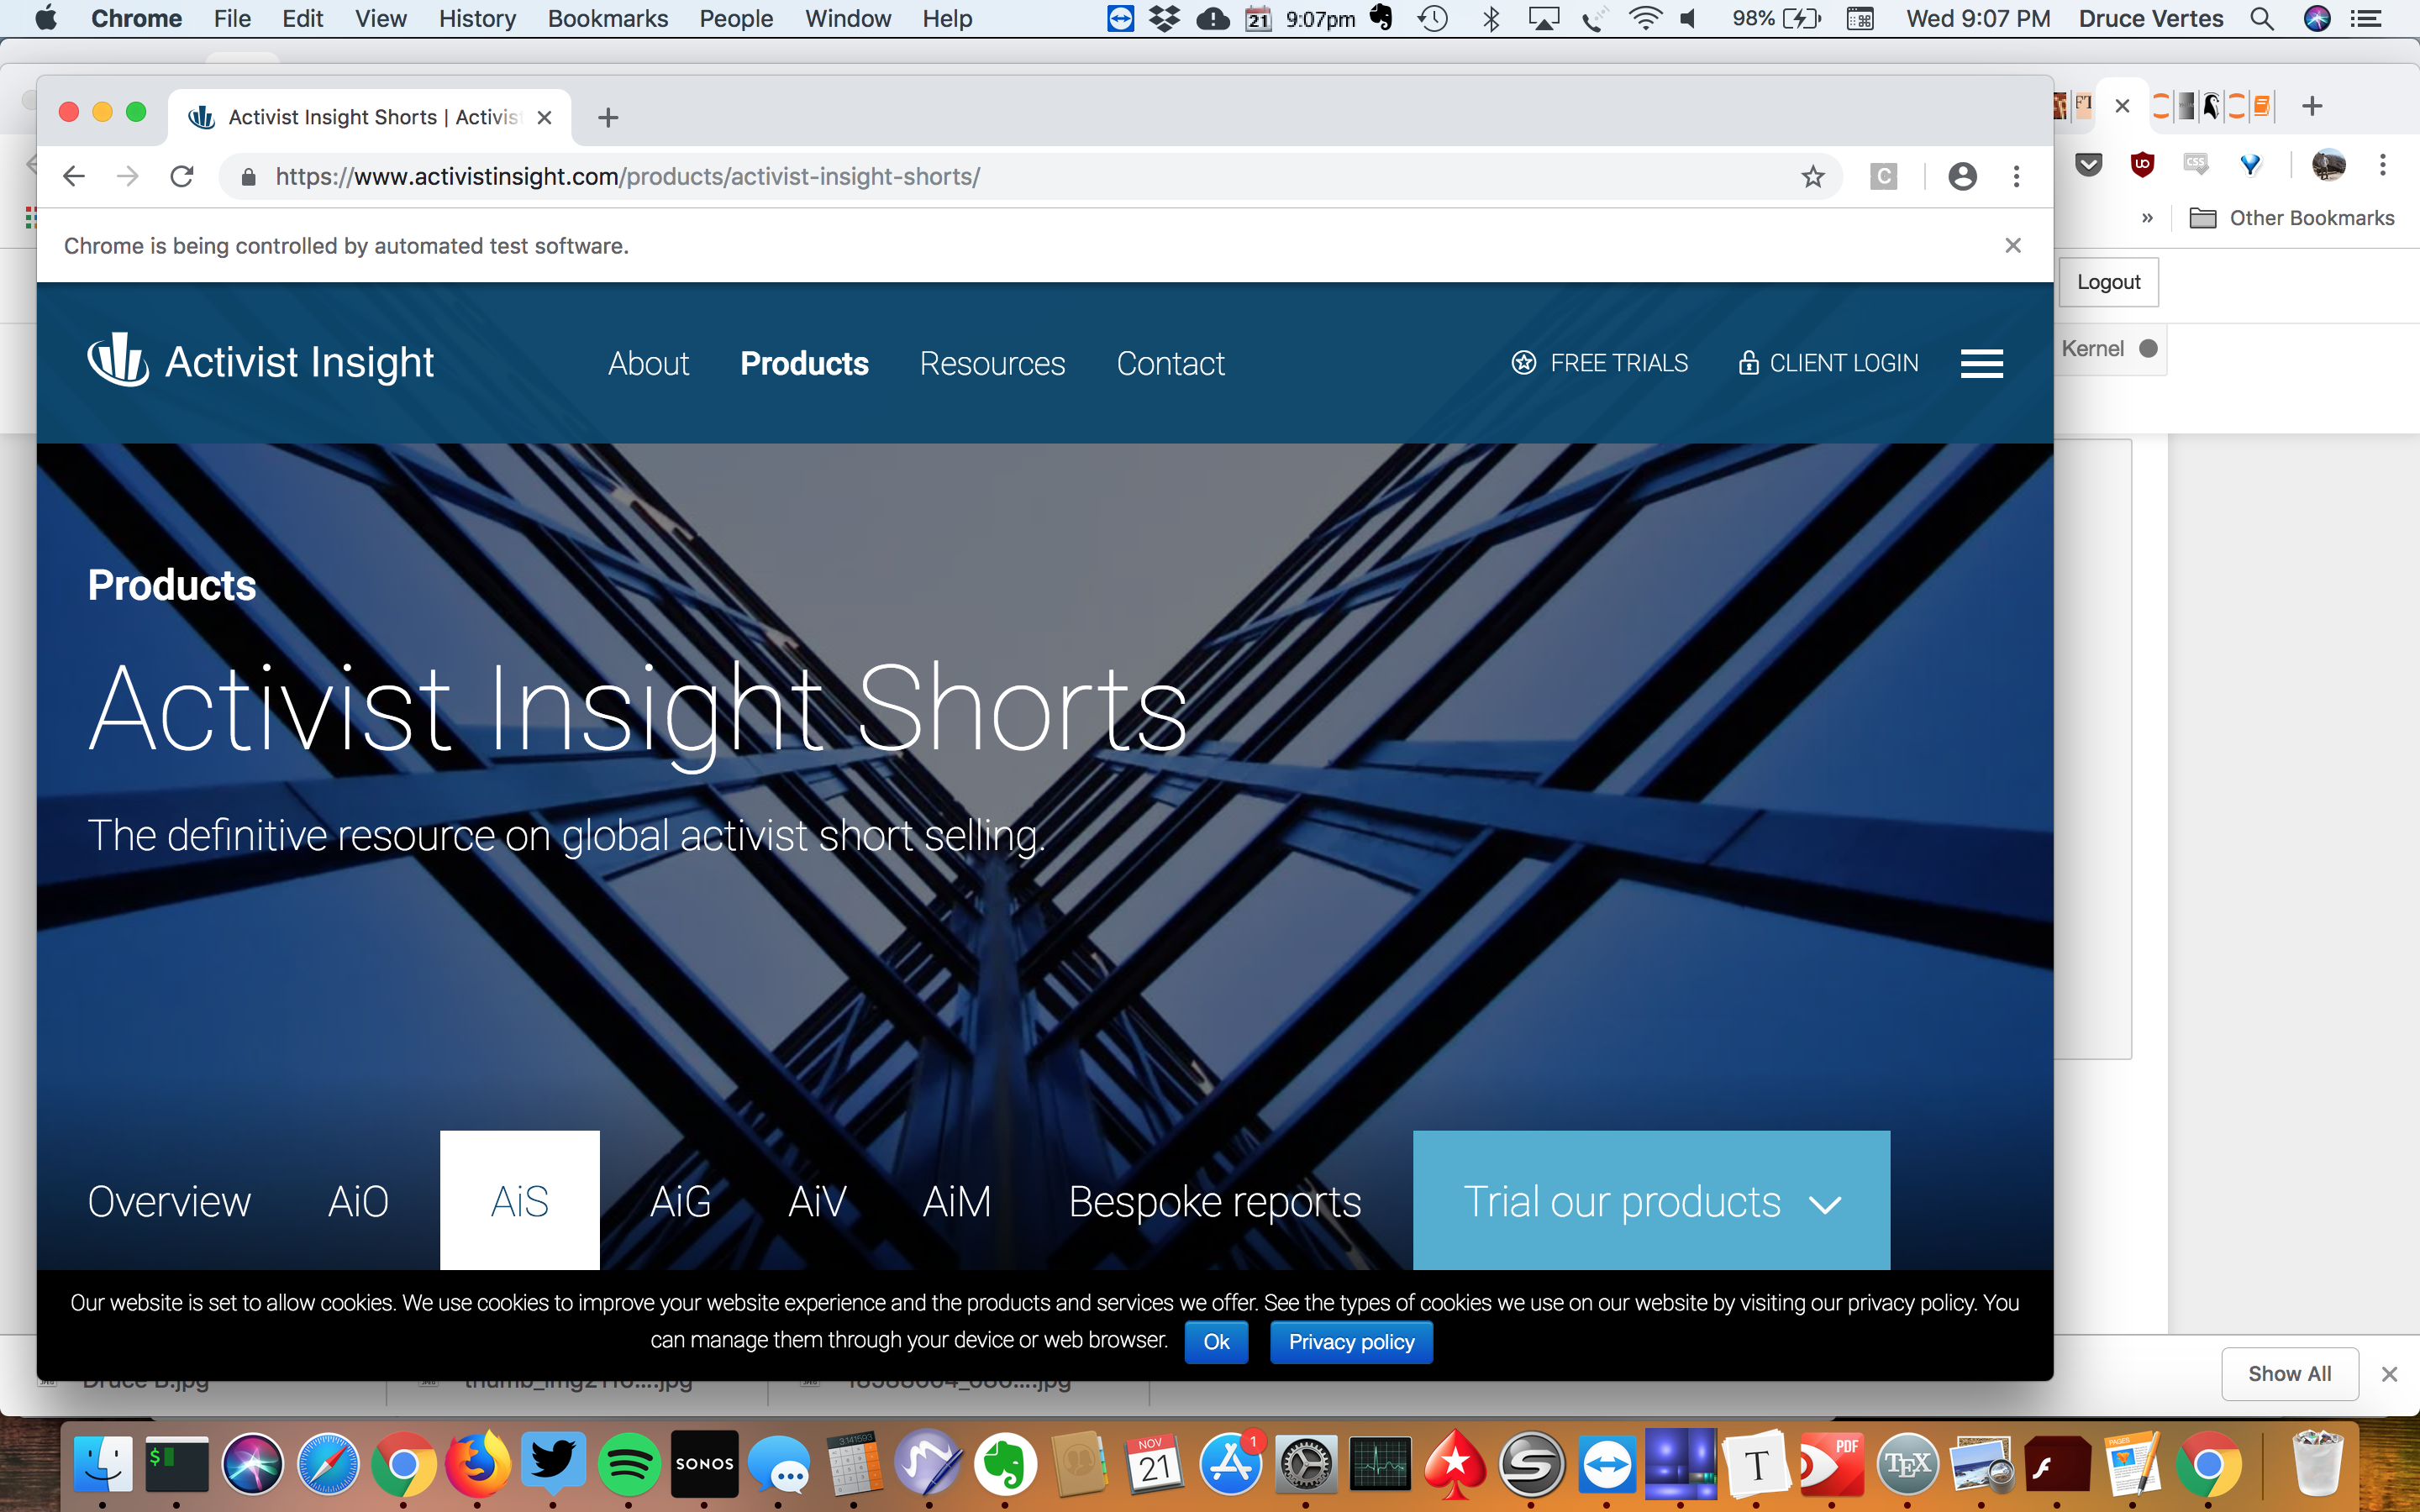 Chrome File Edit View History Bookmarks People Window Help 21 9:07pm 98% Wed 9:07 PM Druce Vertes
Activist Insight Shorts | Activis
FT
https://www.activistinsight.com/products/activist-insight-shorts/
C
CSS
Other Bookmarks
Chrome is being controlled by automated test software.
Logout
Activist Insight About Products Resources Contact FREE TRIALS CLIENT LOGIN
Kernel
Products
Activist Insight Shorts
The definitive resource on global activist short selling.
Overview AiO AiS AiG AiV AiM Bespoke reports Trial our products
Our website is set to allow cookies. We use cookies to improve your website experience and the products and services we offer. See the types of cookies we use on our website by visiting our privacy policy. You
can manage them through your device or web browser. Ok Privacy policy
Show All
SONOS
3.141593
NOV
21
1
T
PDF
TEX
PAGES